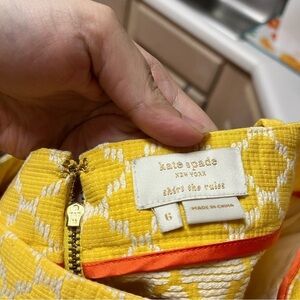 kate spade
NEW YORK
skirt the rules
6
MADE IN CHINA